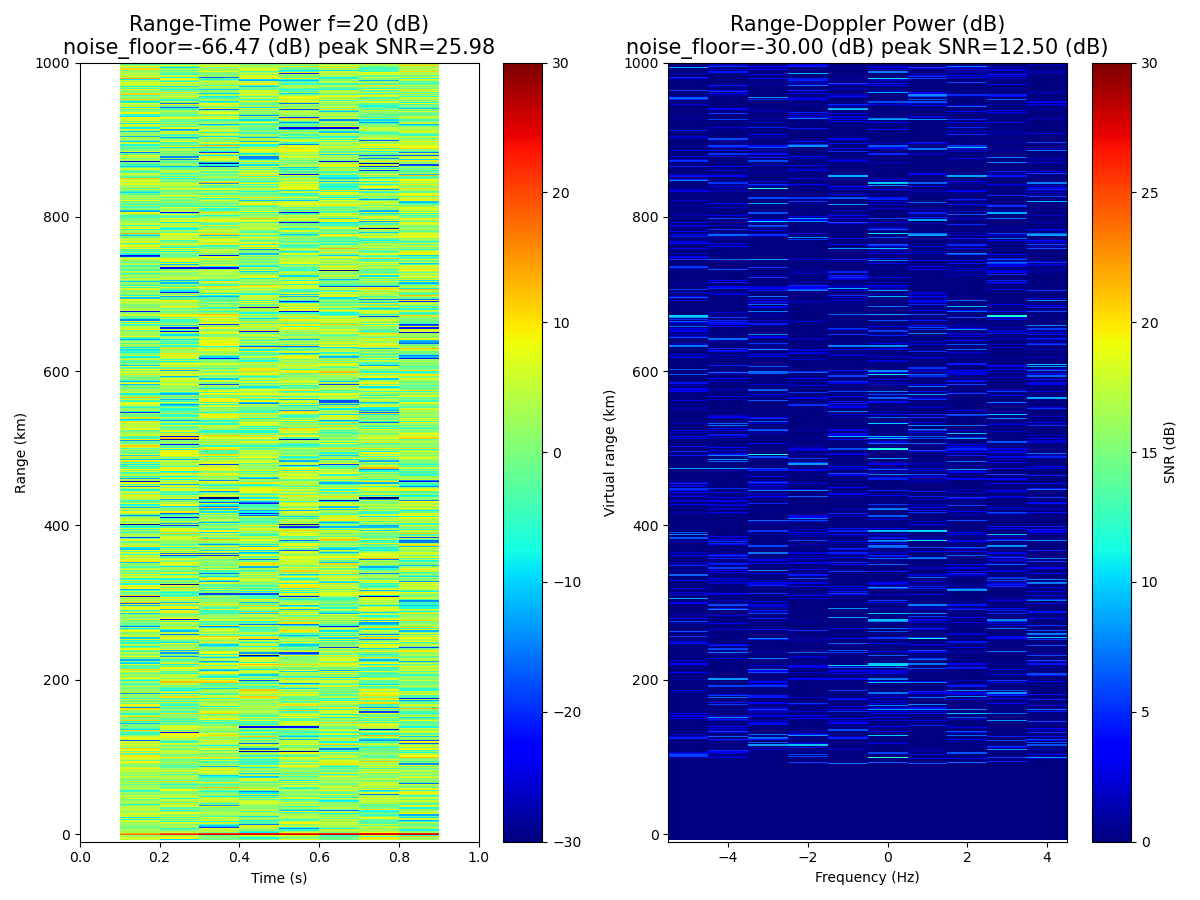 Range-Time Power f=20 (dB)
noise_floor=-66.47 (dB) peak SNR=25.98
Range (km)
1000
800
600
400
200
0
0.0 0.2 0.4 0.6 0.8 1.0
Time (s)
30
20
10
0
−10
−20
−30
Range-Doppler Power (dB)
noise_floor=-30.00 (dB) peak SNR=12.50 (dB)
Virtual range (km)
1000
800
600
400
200
0
−4 −2 0 2 4
Frequency (Hz)
30
25
20
15
10
5
0
SNR (dB)